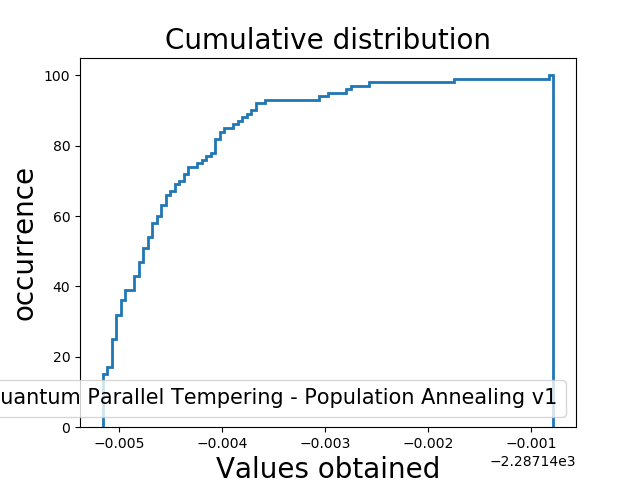 Cumulative distribution
100
80
60
40
20
0
occurrence
uantum Parallel Tempering - Population Annealing v1
−0.005 −0.004 −0.003 −0.002 −0.001
−2.28714e3
Values obtained